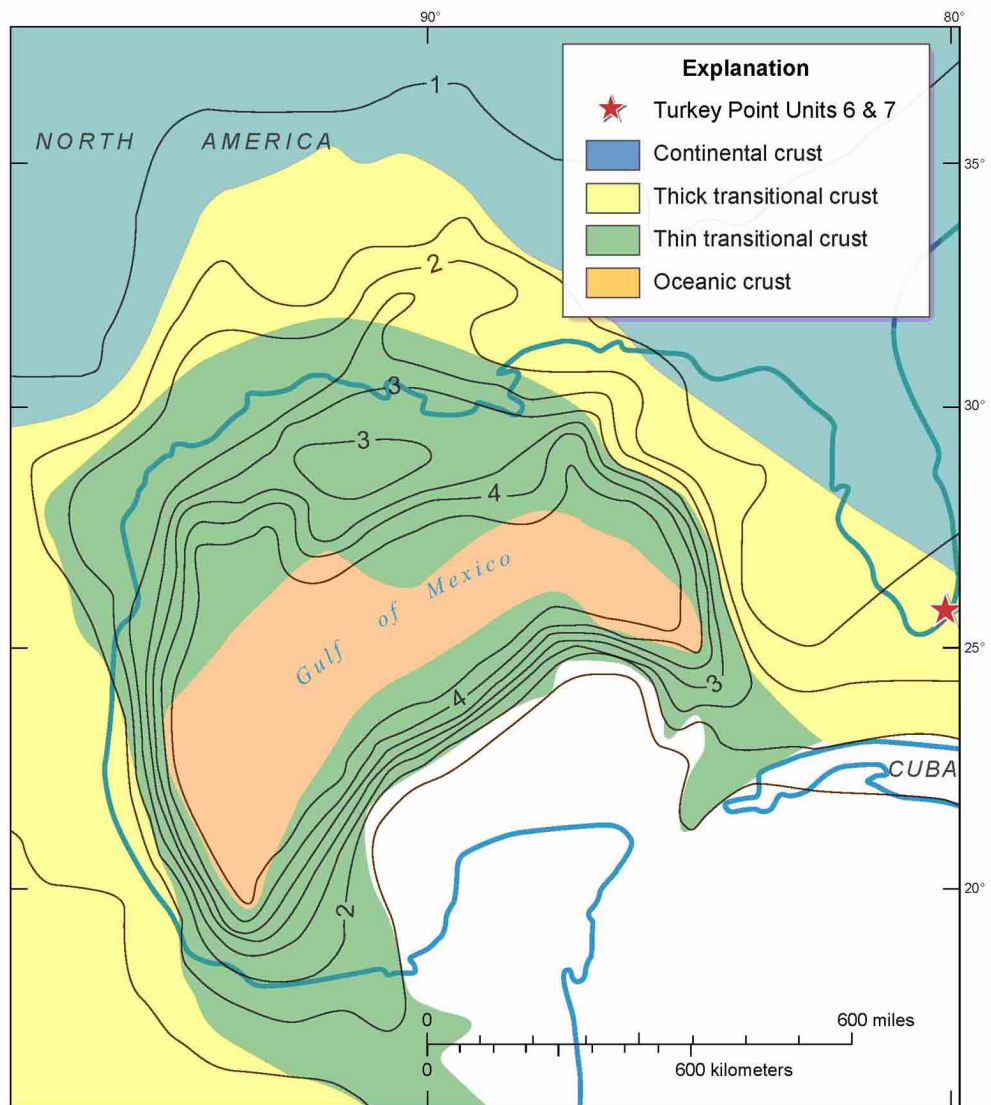 90°
80°
Explanation
Turkey Point Units 6 & 7
Continental crust
Thick transitional crust
Thin transitional crust
Oceanic crust
1
NORTH AMERICA
35°
2
3
30°
3
4
Gulf of Mexico
25°
3
4
CUBA
20°
2
0
600 miles
0
600 kilometers